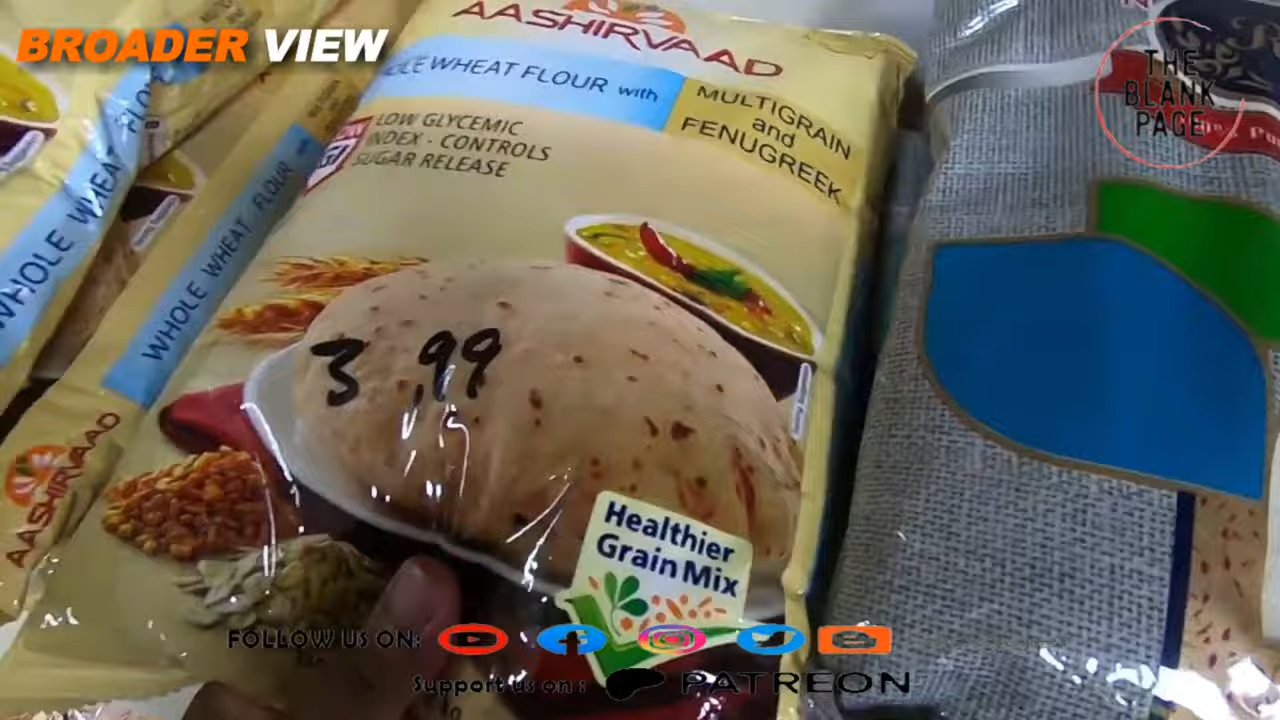 BROADER VIEW
THE
BLANK
PAGE
AASHIRVAAD
WHEAT FLOUR with
MULTIGRAIN
and
FENUGREEK
LOW GLYCEMIC
INDEX - CONTROLS
SUGAR RELEASE
GI
3.99
Healthier
Grain Mix
WHOLE WHEAT FLOUR
AASHIRVAAD
WHOLE WHEAT
FOLLOW US ON:
Support us on :
PATREON